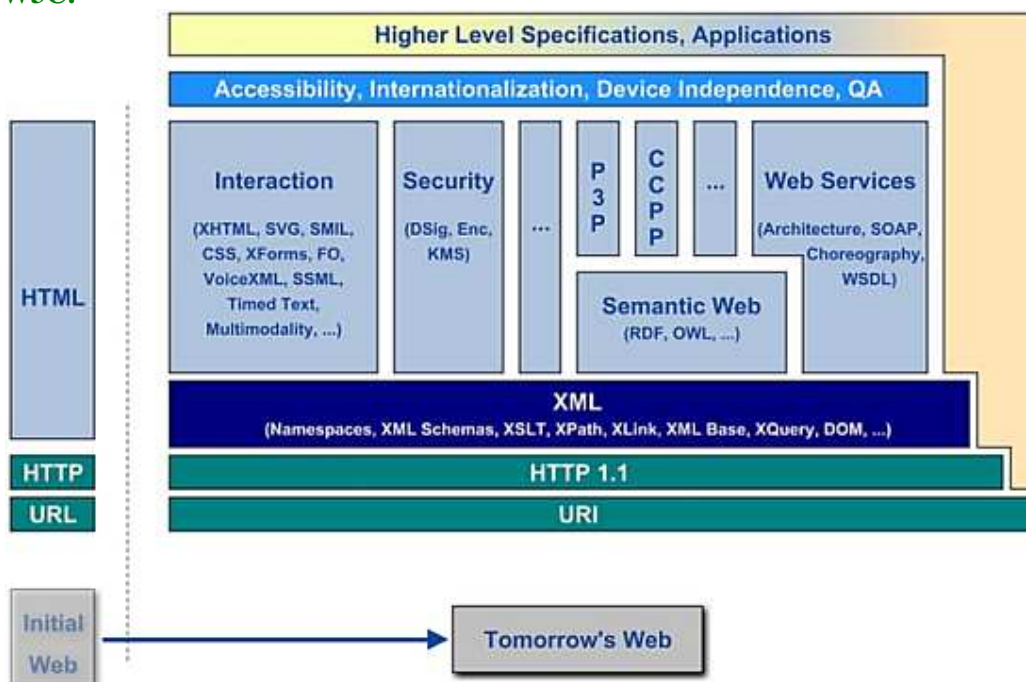 W3C.
Higher Level Specifications, Applications
Accessibility, Internationalization, Device Independence, QA
HTML
HTTP
URL
Interaction
(XHTML, SVG, SMIL,
CSS, XForms, FO,
VoiceXML, SSML,
Timed Text,
Multimodality, ...)
Security
(DSig, Enc,
KMS)
...
P
3
P
C
C
P
P
...
Web Services
(Architecture, SOAP,
Choreography,
WSDL)
Semantic Web
(RDF, OWL, ...)
XML
(Namespaces, XML Schemas, XSLT, XPath, XLink, XML Base, XQuery, DOM, ...)
HTTP 1.1
URI
Initial
Web
Tomorrow's Web